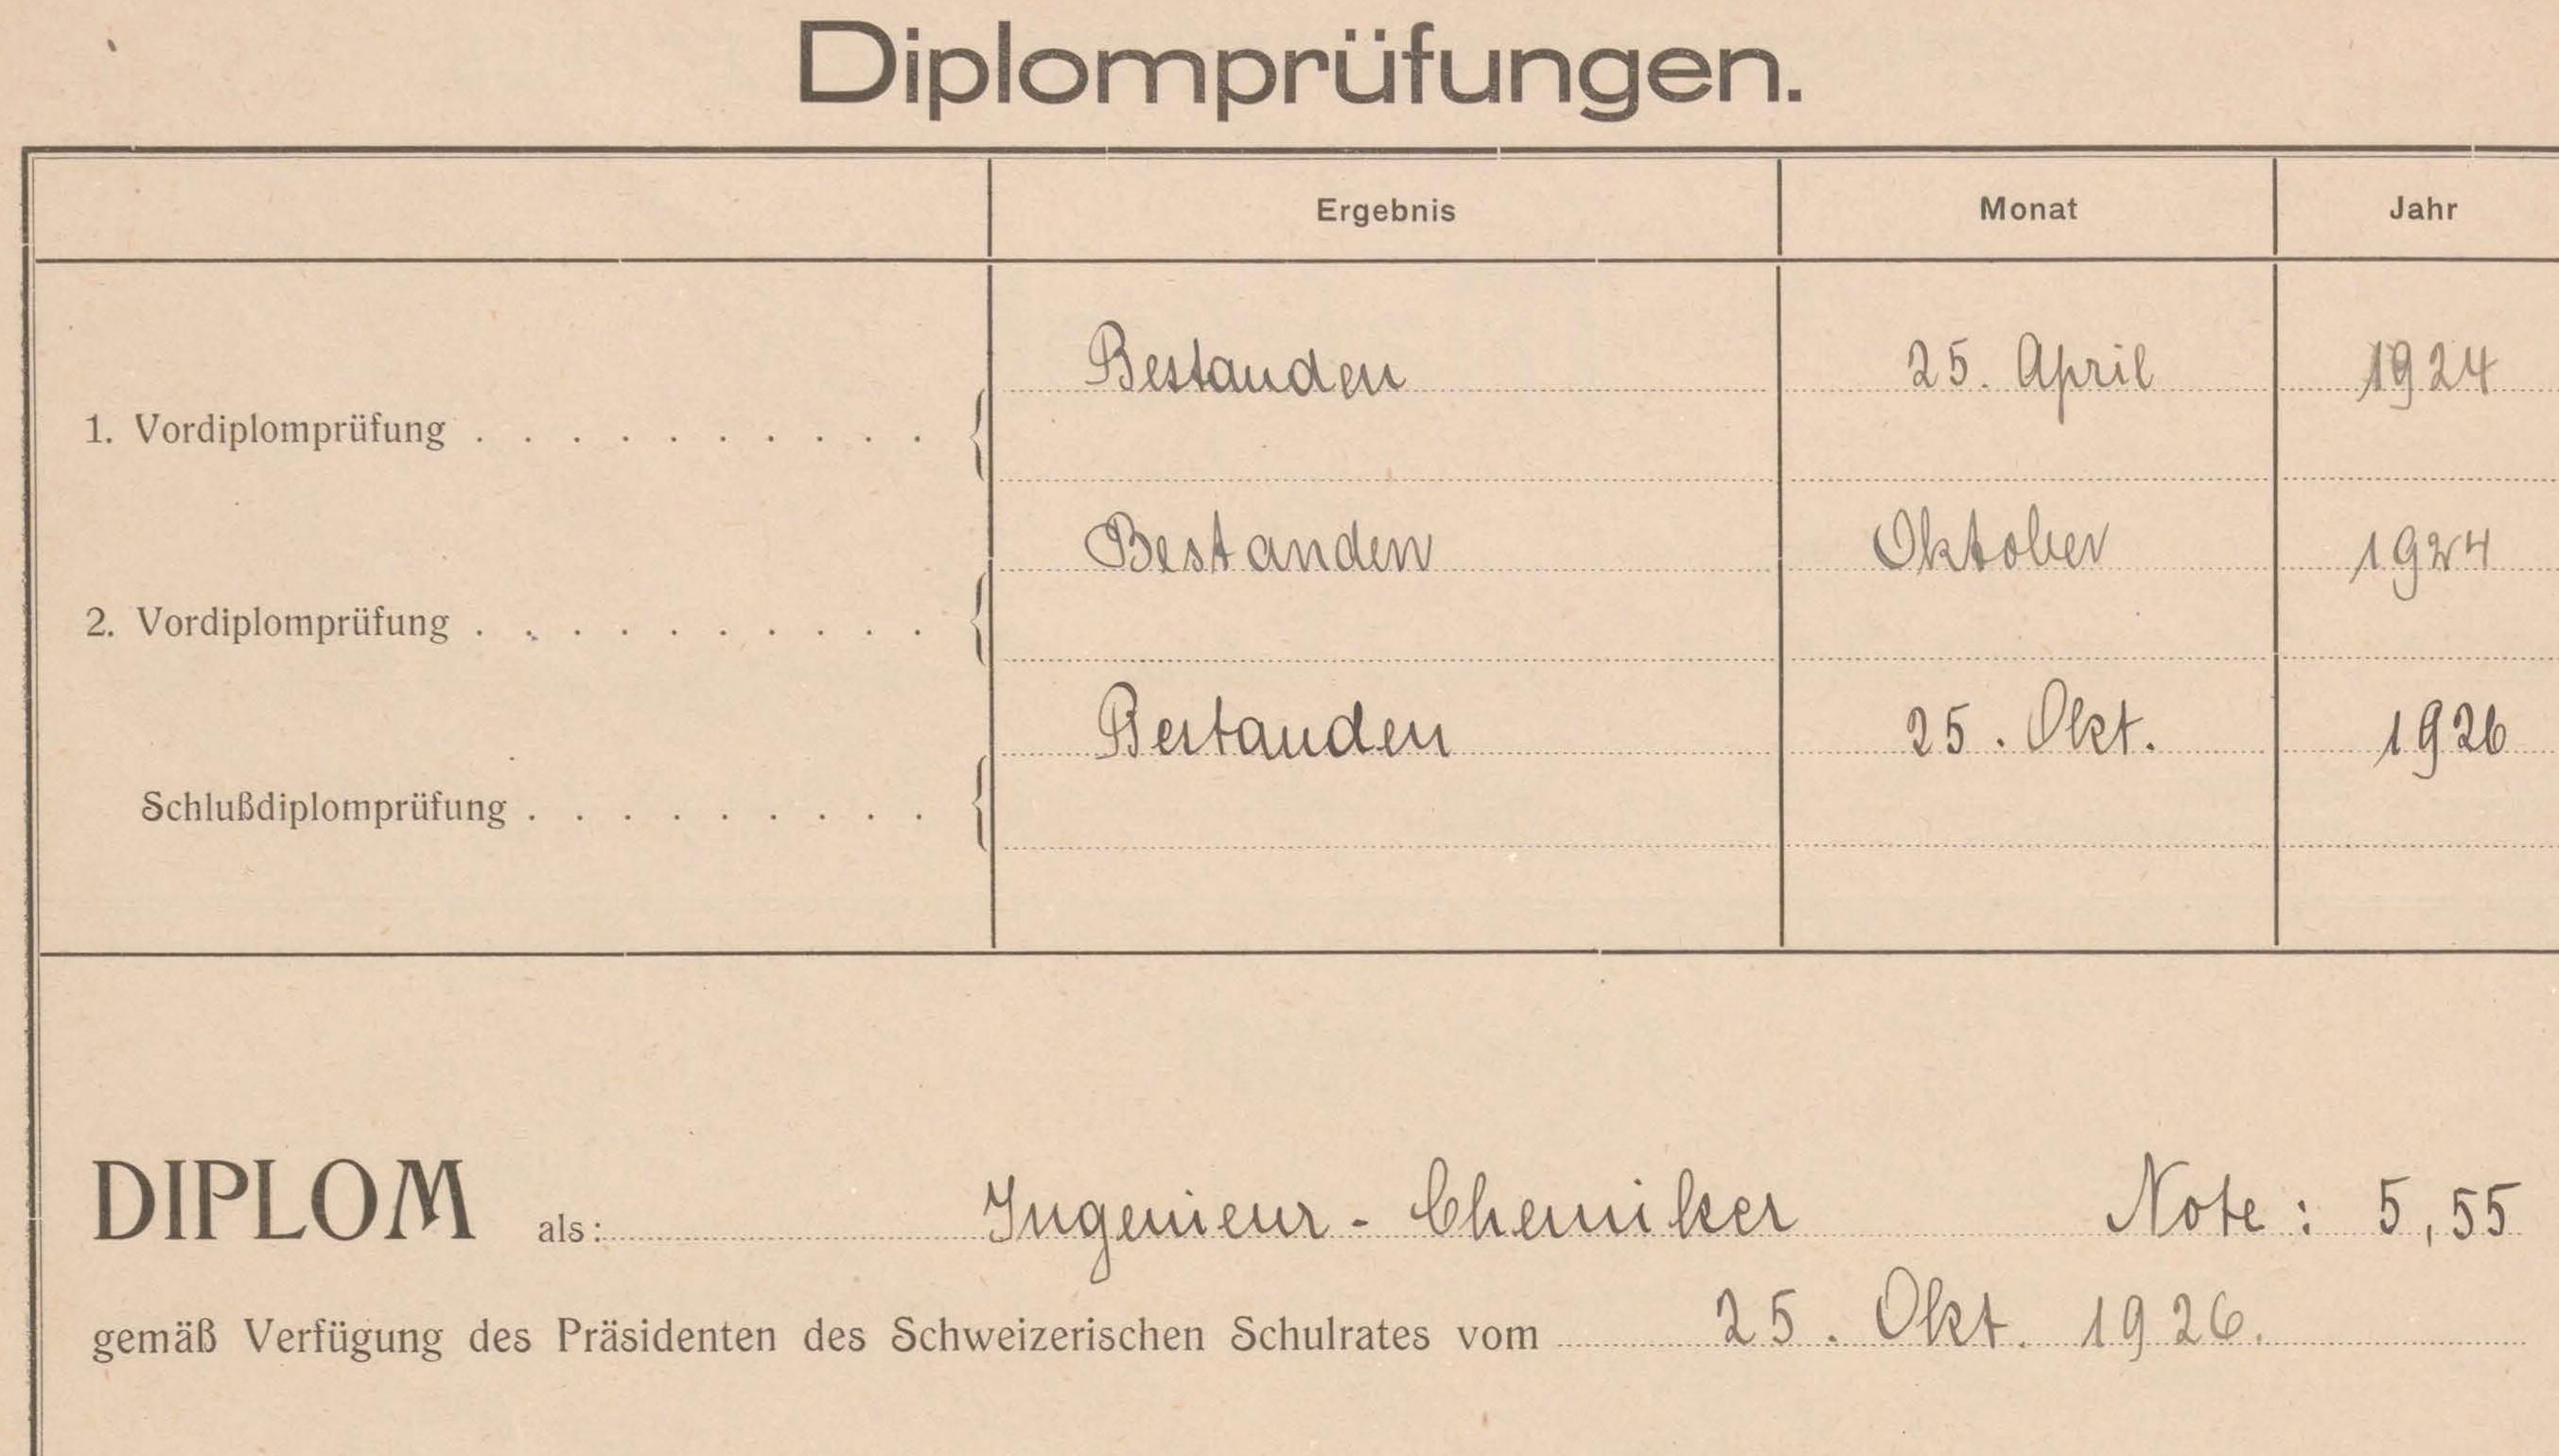 Diplomprüfungen.
Ergebnis Monat Jahr
Bestanden 25. April 1924
1. Vordiplomprüfung . . . . . . . . . .
Bestanden Oktober 1924
2. Vordiplomprüfung . . . . . . . . . .
Bestanden 25. Okt. 1926
Schlußdiplomprüfung . . . . . . . . .
DIPLOM als: Ingenieur - Chemiker Note: 5,55
gemäß Verfügung des Präsidenten des Schweizerischen Schulrates vom 25. Okt. 1926.